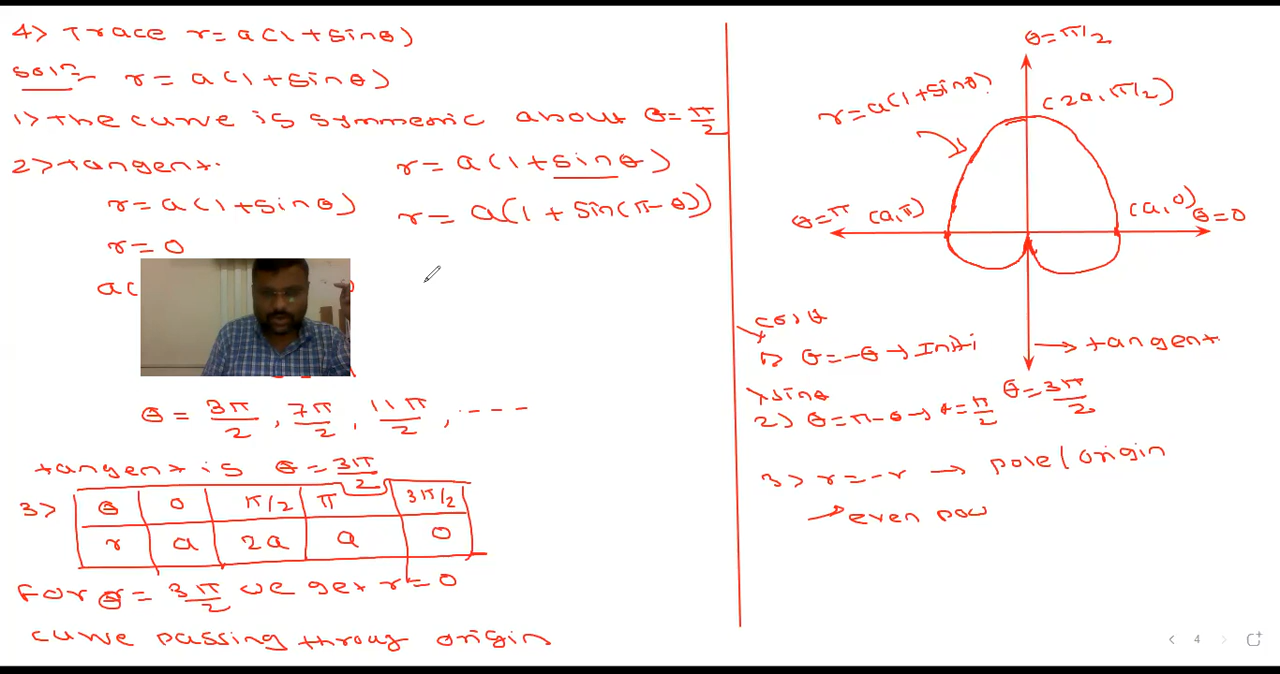 4> Trace r=a(1+sinθ)
Solⁿ r = a(1+sinθ)
1> The curve is symmenic about θ=π/2
2> tangent.
r=a(1+sinθ)
r=0
a(
r=a(1+sinθ)
r= a(1+sin(π-θ))
θ = 3π/2, 7π/2, 11π/2, ----
tangent is θ=3π/2
3>
θ 0 π/2 π 3π/2
r a 2a a 0
For θ= 3π/2 we get r=0
curve passing throug origin
θ=π/2
r=a(1+sinθ)
(2a,π/2)
θ=π (a,π) (a,0) θ=0
→ tangent
θ=3π/2
cosθ
1) θ=-θ → Initi
sinθ
2) θ=π-θ → θ=π/2
3> r=-r → pole/origin
→ even pow
< 4 >